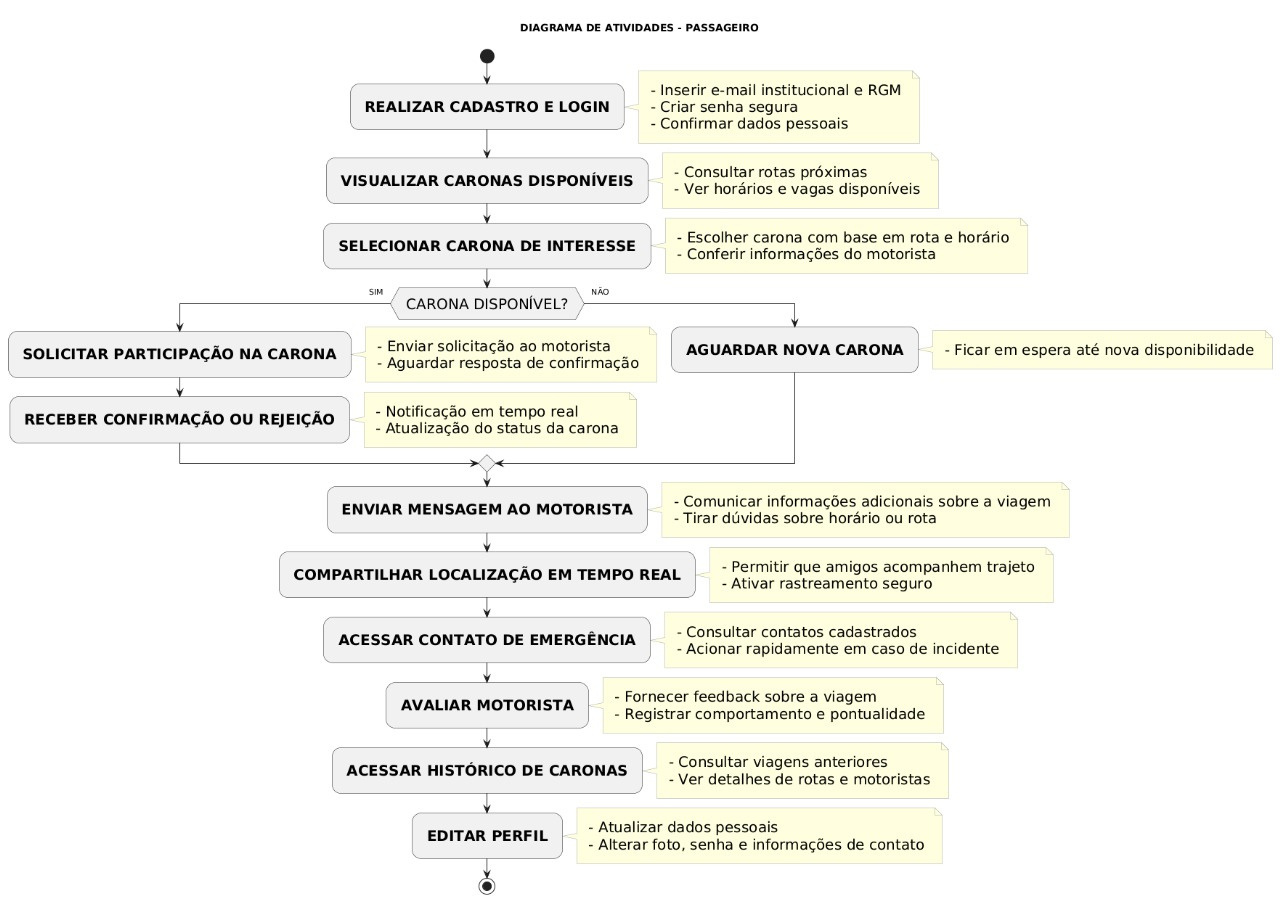 DIAGRAMA DE ATIVIDADES - PASSAGEIRO
REALIZAR CADASTRO E LOGIN
- Inserir e-mail institucional e RGM
- Criar senha segura
- Confirmar dados pessoais
VISUALIZAR CARONAS DISPONÍVEIS
- Consultar rotas próximas
- Ver horários e vagas disponíveis
SELECIONAR CARONA DE INTERESSE
- Escolher carona com base em rota e horário
- Conferir informações do motorista
SIM
CARONA DISPONÍVEL?
NÃO
SOLICITAR PARTICIPAÇÃO NA CARONA
- Enviar solicitação ao motorista
- Aguardar resposta de confirmação
AGUARDAR NOVA CARONA
- Ficar em espera até nova disponibilidade
RECEBER CONFIRMAÇÃO OU REJEIÇÃO
- Notificação em tempo real
- Atualização do status da carona
ENVIAR MENSAGEM AO MOTORISTA
- Comunicar informações adicionais sobre a viagem
- Tirar dúvidas sobre horário ou rota
COMPARTILHAR LOCALIZAÇÃO EM TEMPO REAL
- Permitir que amigos acompanhem trajeto
- Ativar rastreamento seguro
ACESSAR CONTATO DE EMERGÊNCIA
- Consultar contatos cadastrados
- Acionar rapidamente em caso de incidente
AVALIAR MOTORISTA
- Fornecer feedback sobre a viagem
- Registrar comportamento e pontualidade
ACESSAR HISTÓRICO DE CARONAS
- Consultar viagens anteriores
- Ver detalhes de rotas e motoristas
EDITAR PERFIL
- Atualizar dados pessoais
- Alterar foto, senha e informações de contato